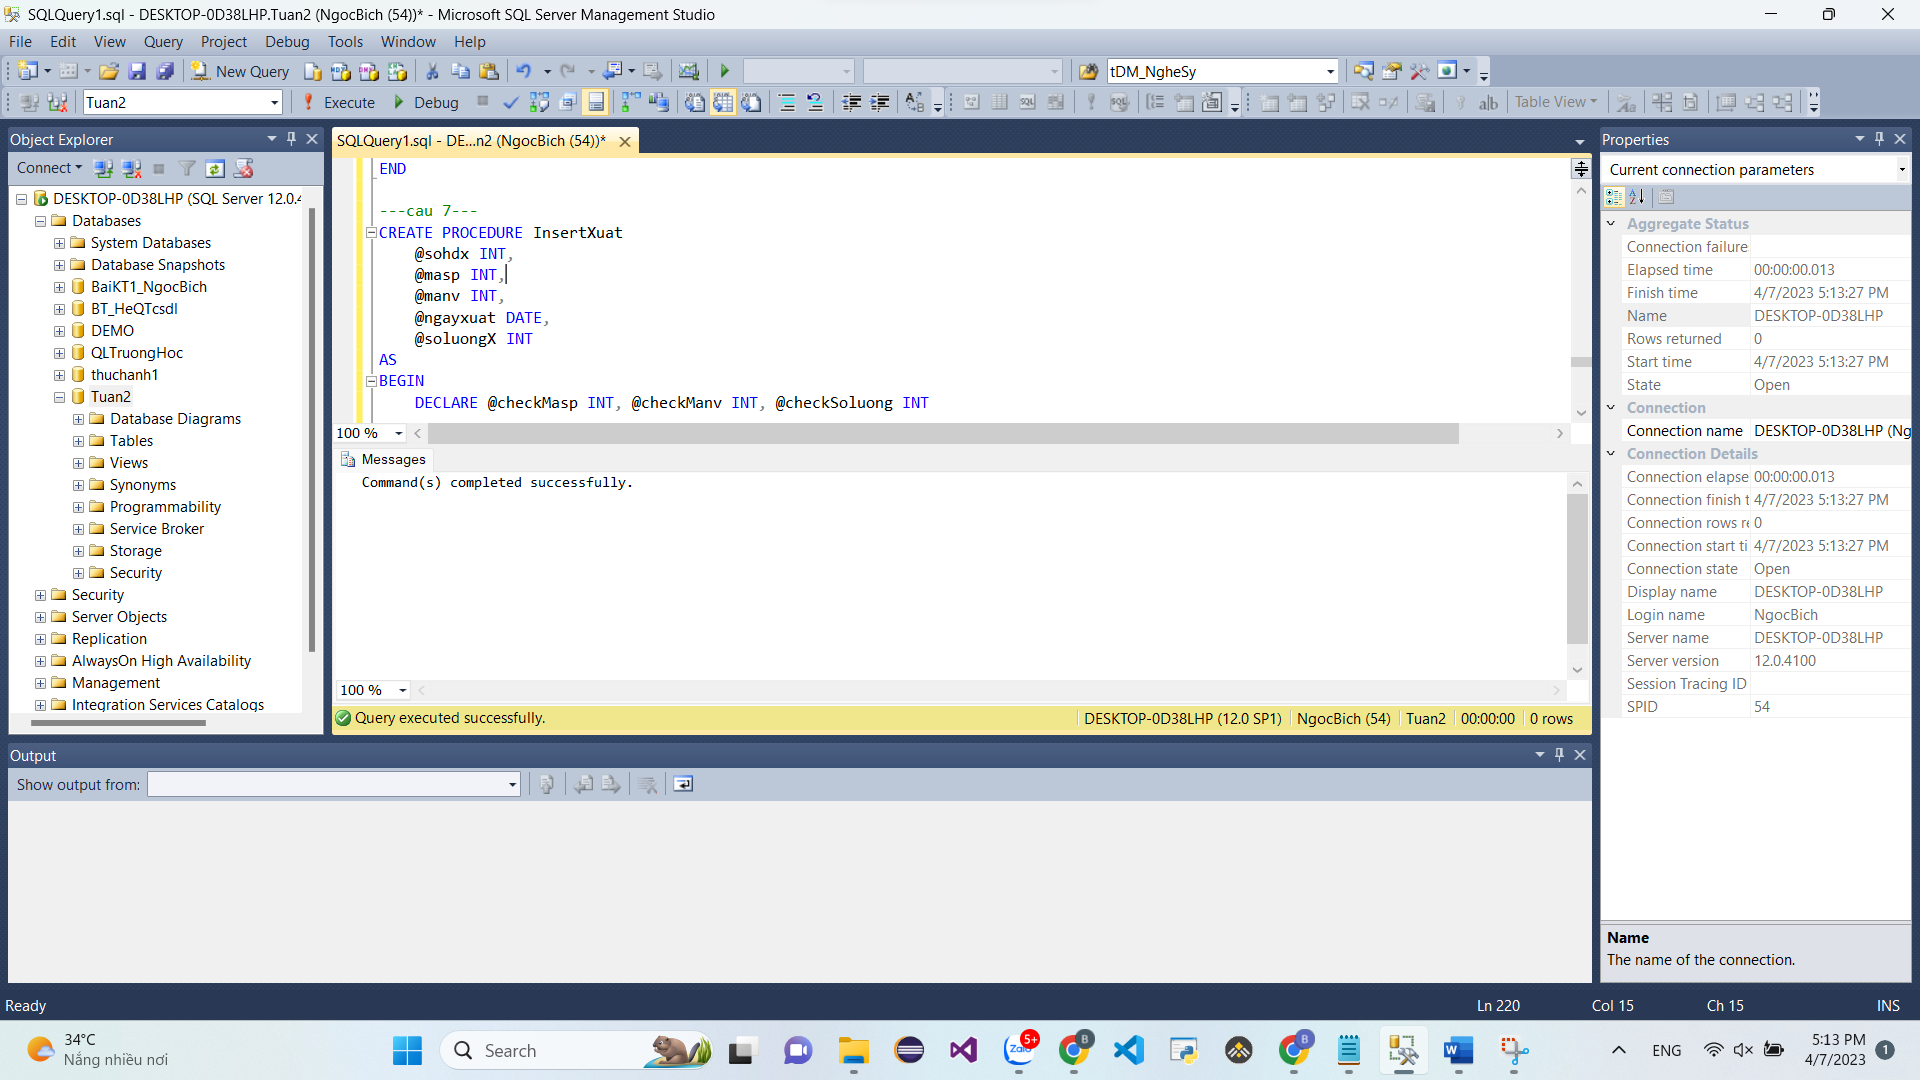 SQLQuery1.sql - DESKTOP-0D38LHP.Tuan2 (NgocBich (54))* - Microsoft SQL Server Management Studio
File Edit View Query Project Debug Tools Window Help
New Query
tDM_NgheSy
Tuan2
Execute
Debug
Table View
Object Explorer
Connect
DESKTOP-0D38LHP (SQL Server 12.0.4
Databases
System Databases
Database Snapshots
BaiKT1_NgocBich
BT_HeQTcsdl
DEMO
QLTruongHoc
thuchanh1
Tuan2
Database Diagrams
Tables
Views
Synonyms
Programmability
Service Broker
Storage
Security
Security
Server Objects
Replication
AlwaysOn High Availability
Management
Integration Services Catalogs
SQLQuery1.sql - DE...n2 (NgocBich (54))*
END
---cau 7---
CREATE PROCEDURE InsertXuat
@sohdx INT,
@masp INT,
@manv INT,
@ngayxuat DATE,
@soluongX INT
AS
BEGIN
DECLARE @checkMasp INT, @checkManv INT, @checkSoluong INT
100 %
Messages
Command(s) completed successfully.
100 %
Query executed successfully.
DESKTOP-0D38LHP (12.0 SP1) NgocBich (54) Tuan2 00:00:00 0 rows
Properties
Current connection parameters
Aggregate Status
Connection failure
Elapsed time 00:00:00.013
Finish time 4/7/2023 5:13:27 PM
Name DESKTOP-0D38LHP
Rows returned 0
Start time 4/7/2023 5:13:27 PM
State Open
Connection
Connection name DESKTOP-0D38LHP (Ng
Connection Details
Connection elapse 00:00:00.013
Connection finish t 4/7/2023 5:13:27 PM
Connection rows re 0
Connection start ti 4/7/2023 5:13:27 PM
Connection state Open
Display name DESKTOP-0D38LHP
Login name NgocBich
Server name DESKTOP-0D38LHP
Server version 12.0.4100
Session Tracing ID
SPID 54
Name
The name of the connection.
Output
Show output from:
Ready
Ln 220
Col 15
Ch 15
INS
34°C
Nắng nhiều nơi
Search
5+
Zalo
ENG
5:13 PM
4/7/2023
1